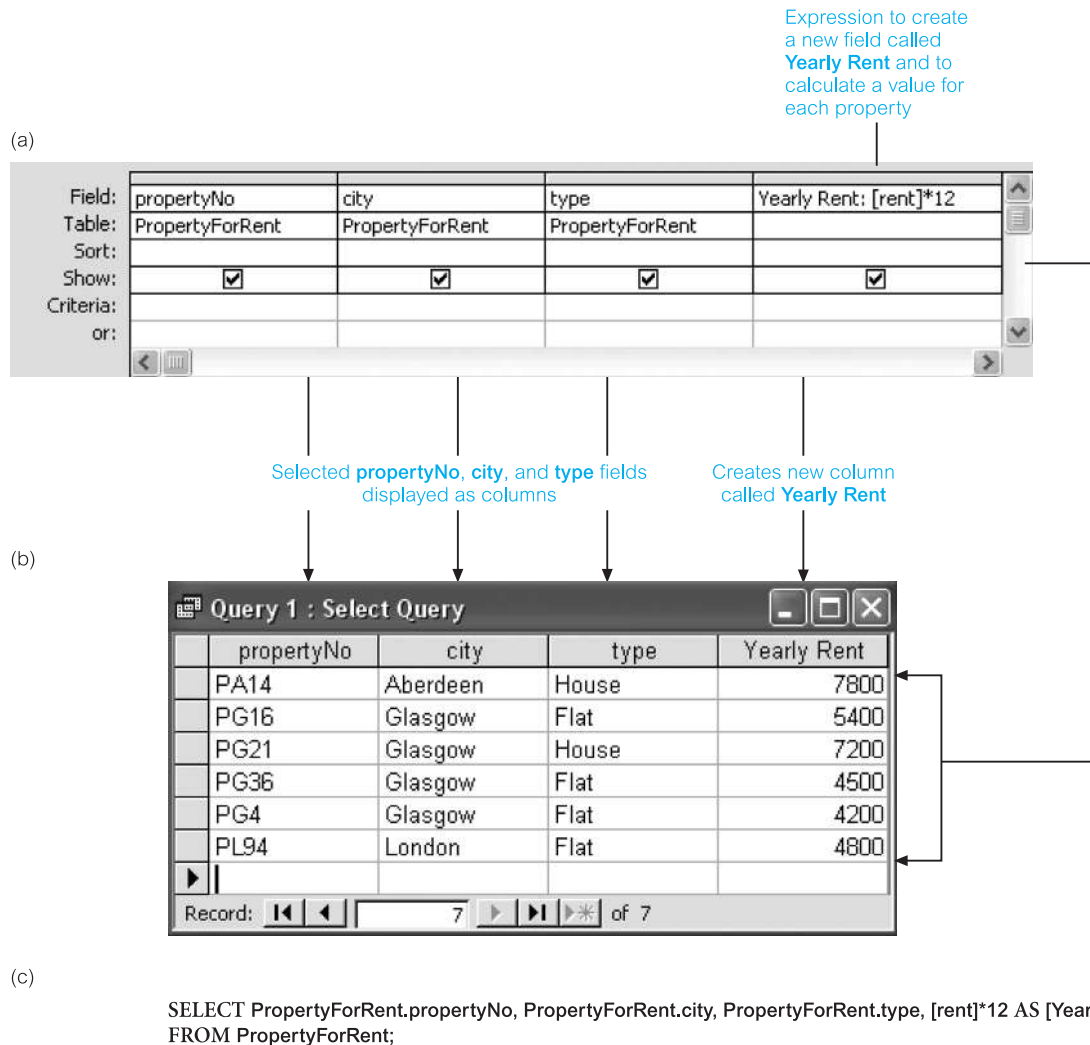 Expression to create
a new field called
Yearly Rent and to
calculate a value for
each property
(a)
Field: propertyNo city type Yearly Rent: [rent]*12
Table: PropertyForRent PropertyForRent PropertyForRent
Sort:
Show:
Criteria:
or:
Selected propertyNo, city, and type fields
displayed as columns
Creates new column
called Yearly Rent
(b)
Query 1 : Select Query
propertyNo city type Yearly Rent
PA14 Aberdeen House 7800
PG16 Glasgow Flat 5400
PG21 Glasgow House 7200
PG36 Glasgow Flat 4500
PG4 Glasgow Flat 4200
PL94 London Flat 4800
Record: 7 of 7
(c)
SELECT PropertyForRent.propertyNo, PropertyForRent.city, PropertyForRent.type, [rent]*12 AS [Year
FROM PropertyForRent;